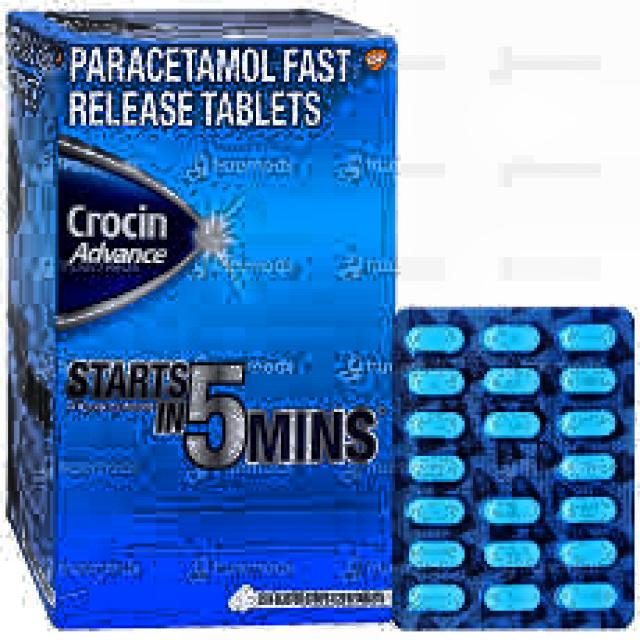 PARACETAMOL FAST
RELEASE TABLETS
Crocin
Advance
STARTS
IN 5 MINS